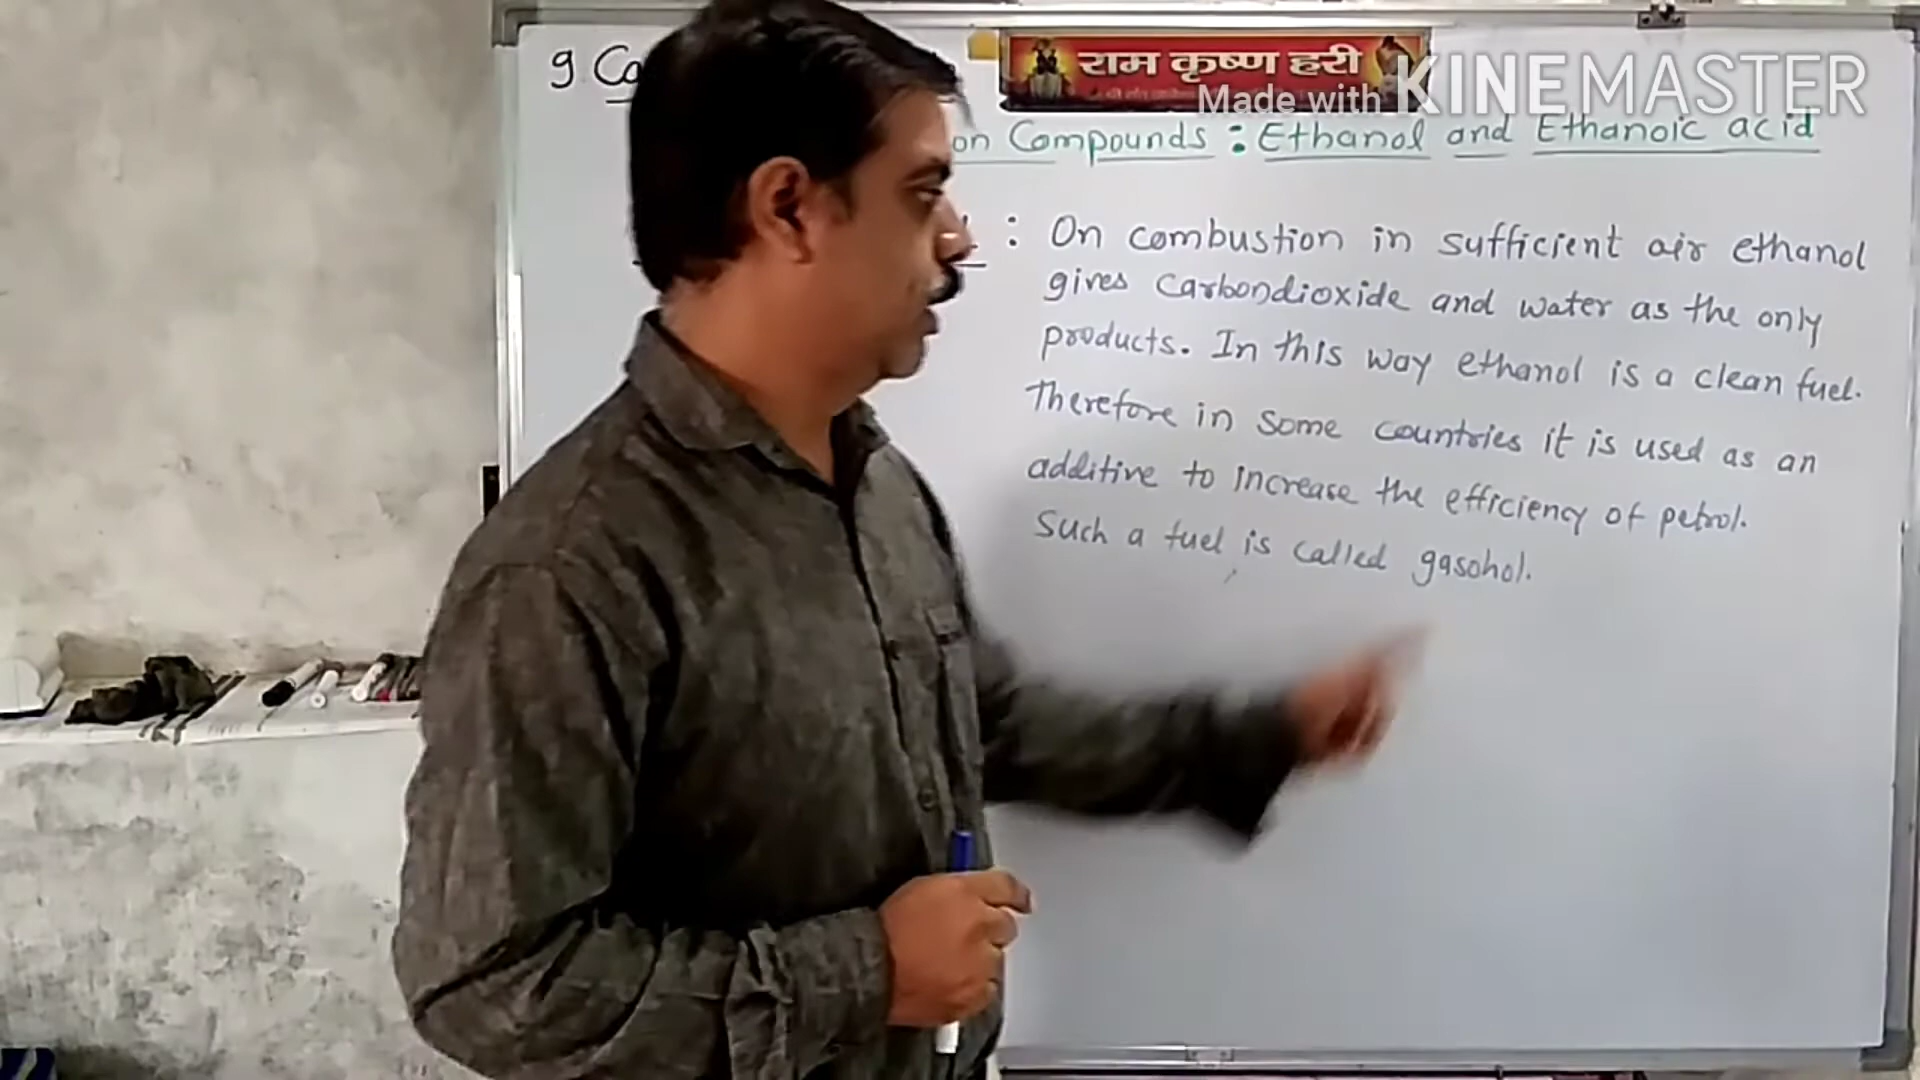 9. Ca
राम कृष्ण हरी
Made with KINEMASTER
on Compounds : Ethanol and Ethanoic acid
: On combustion in sufficient air ethanol
gives Carbondioxide and water as the only
products. In this way ethanol is a clean fuel.
Therefore in some countries it is used as an
additive to increase the efficiency of petrol.
Such a fuel is called gasohol.